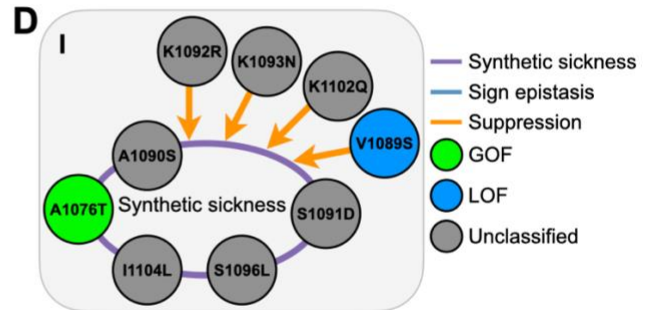 D
I
K1092R
K1093N
K1102Q
V1089S
A1090S
A1076T
Synthetic sickness
S1091D
I1104L
S1096L
Synthetic sickness
Sign epistasis
Suppression
GOF
LOF
Unclassified